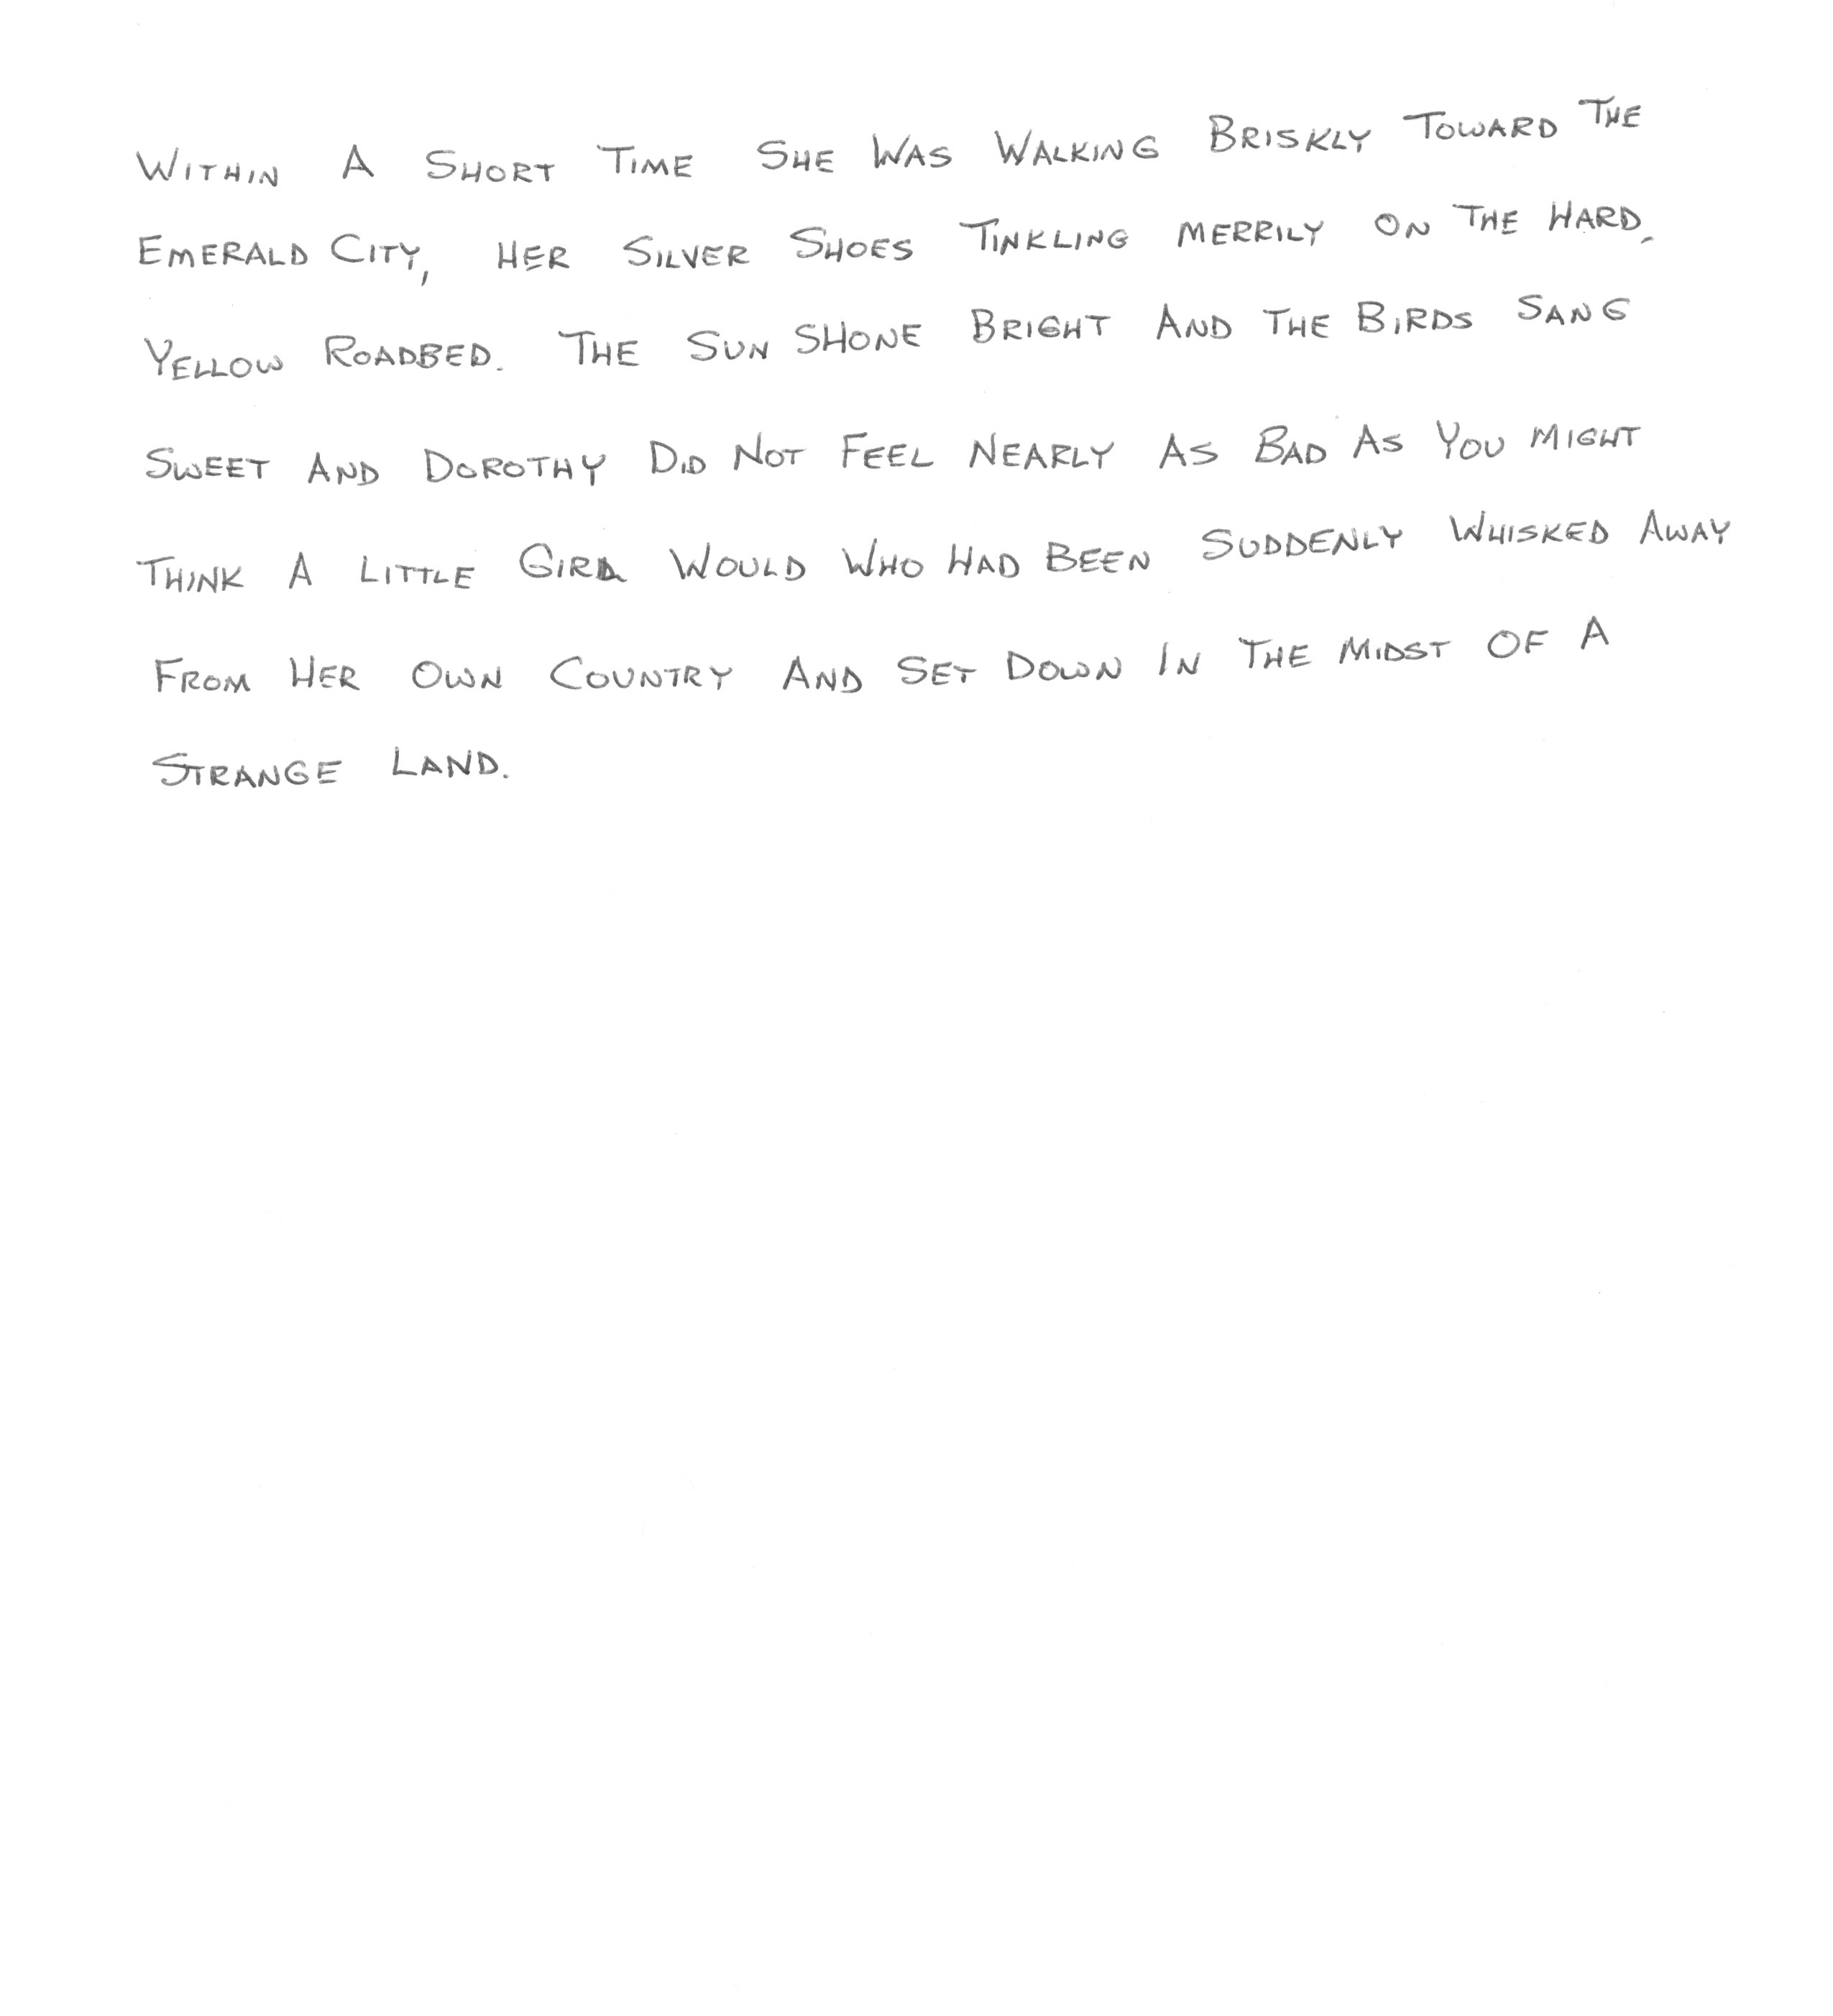 WITHIN A SHORT TIME SHE WAS WALKING BRISKLY TOWARD THE
EMERALD CITY, HER SILVER SHOES TINKLING MERRILY ON THE HARD,
YELLOW ROADBED. THE SUN SHONE BRIGHT AND THE BIRDS SANG
SWEET AND DOROTHY DID NOT FEEL NEARLY AS BAD AS YOU MIGHT
THINK A LITTLE GIRL WOULD WHO HAD BEEN SUDDENLY WHISKED AWAY
FROM HER OWN COUNTRY AND SET DOWN IN THE MIDST OF A
STRANGE LAND.